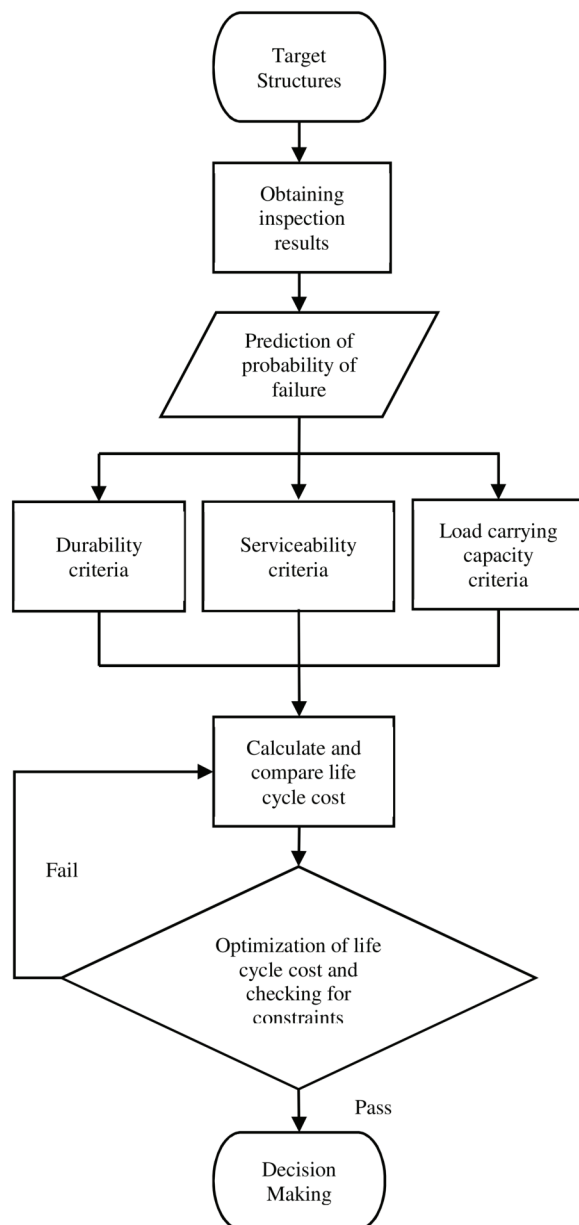 Target
Structures
Obtaining
inspection
results
Prediction of
probability of
failure
Durability
criteria
Serviceability
criteria
Load carrying
capacity
criteria
Calculate and
compare life
cycle cost
Fail
Optimization of life
cycle cost and
checking for
constraints
Pass
Decision
Making